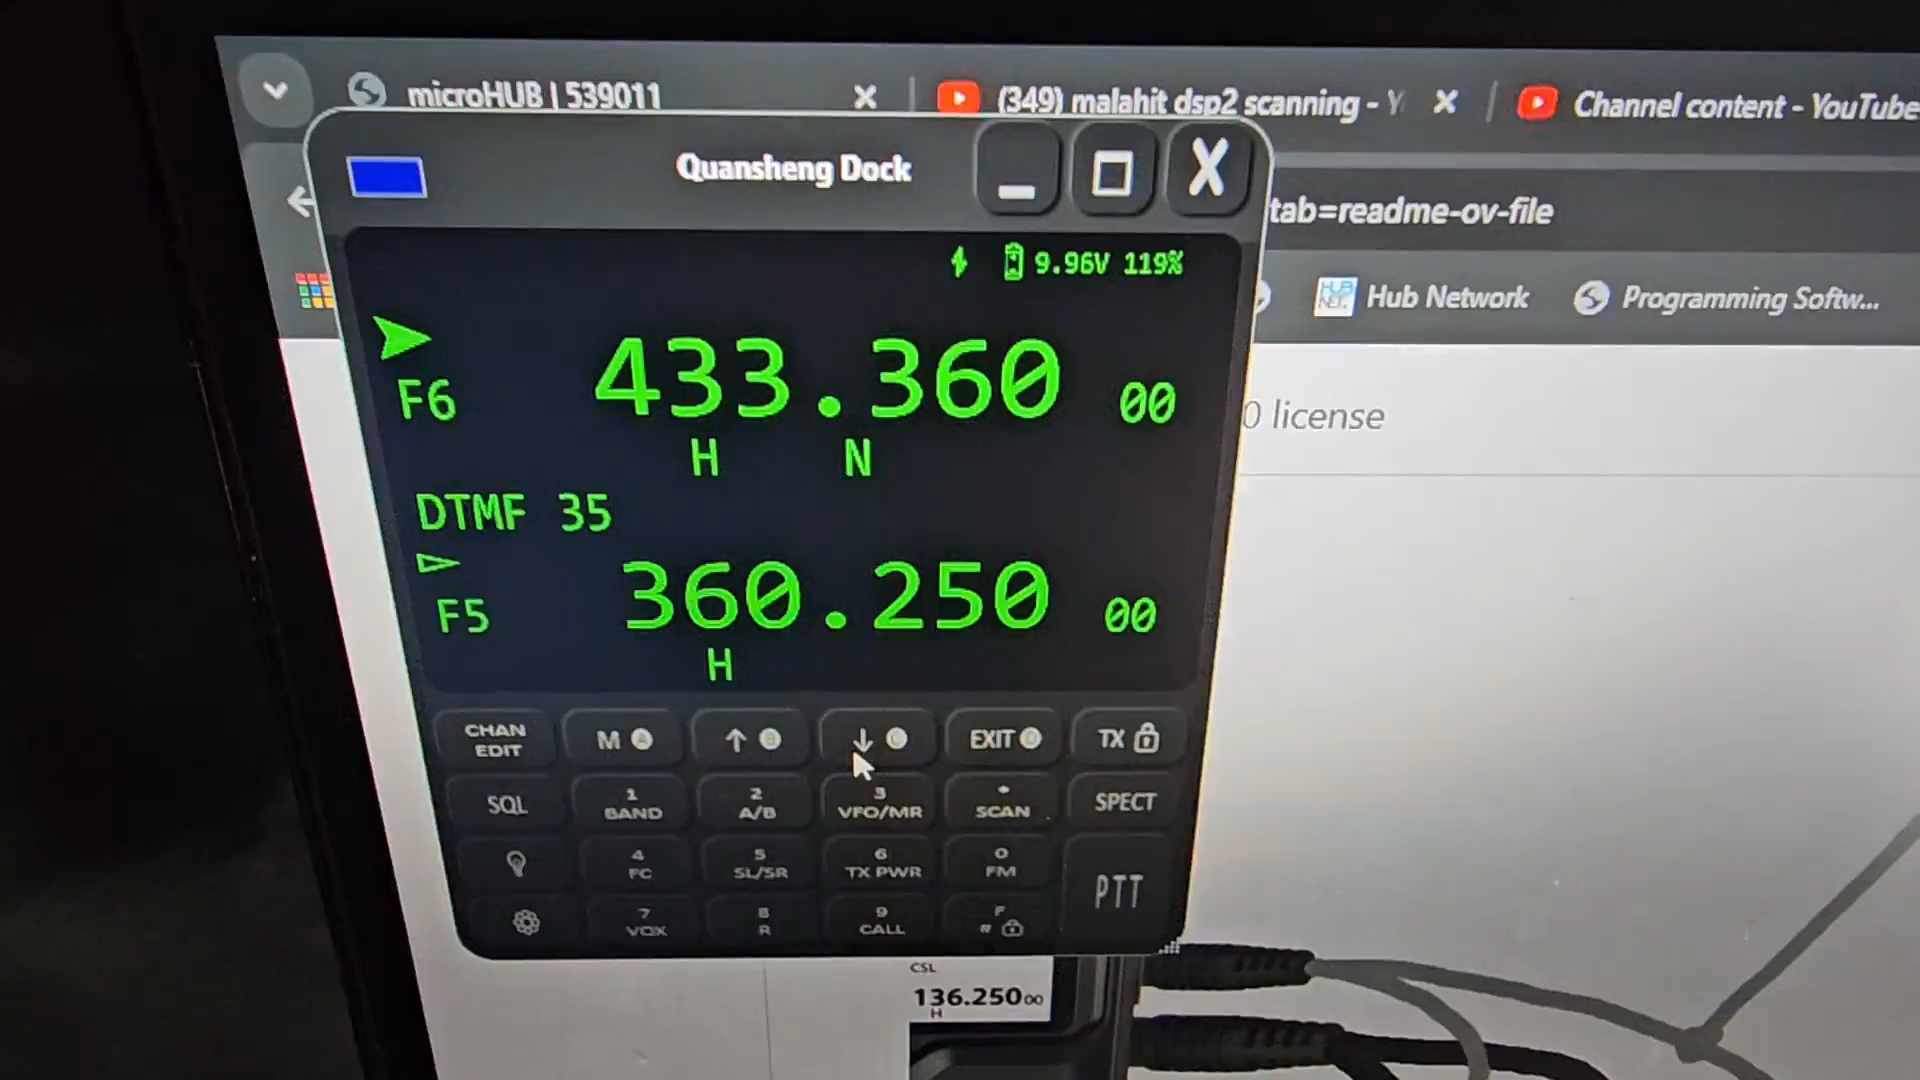 microHUB | 539011
(349) malahit dsp2 scanning - Y
Channel content - YouTube
Quansheng Dock
X
tab=readme-ov-file
Hub Network
Programming Softw...
9.96V 119%
F6 433.360 00
H N
0 license
DTMF 35
F5 360.250 00
H
CHAN EDIT
M A
↑ B
↓ C
EXIT D
TX
SQL
1 BAND
2 A/B
3 VFO/MR
* SCAN
SPECT
4 FC
5 SL/SR
6 TX PWR
0 FM
PTT
7 VOX
8 R
9 CALL
F #
CSL
136.250 00
H